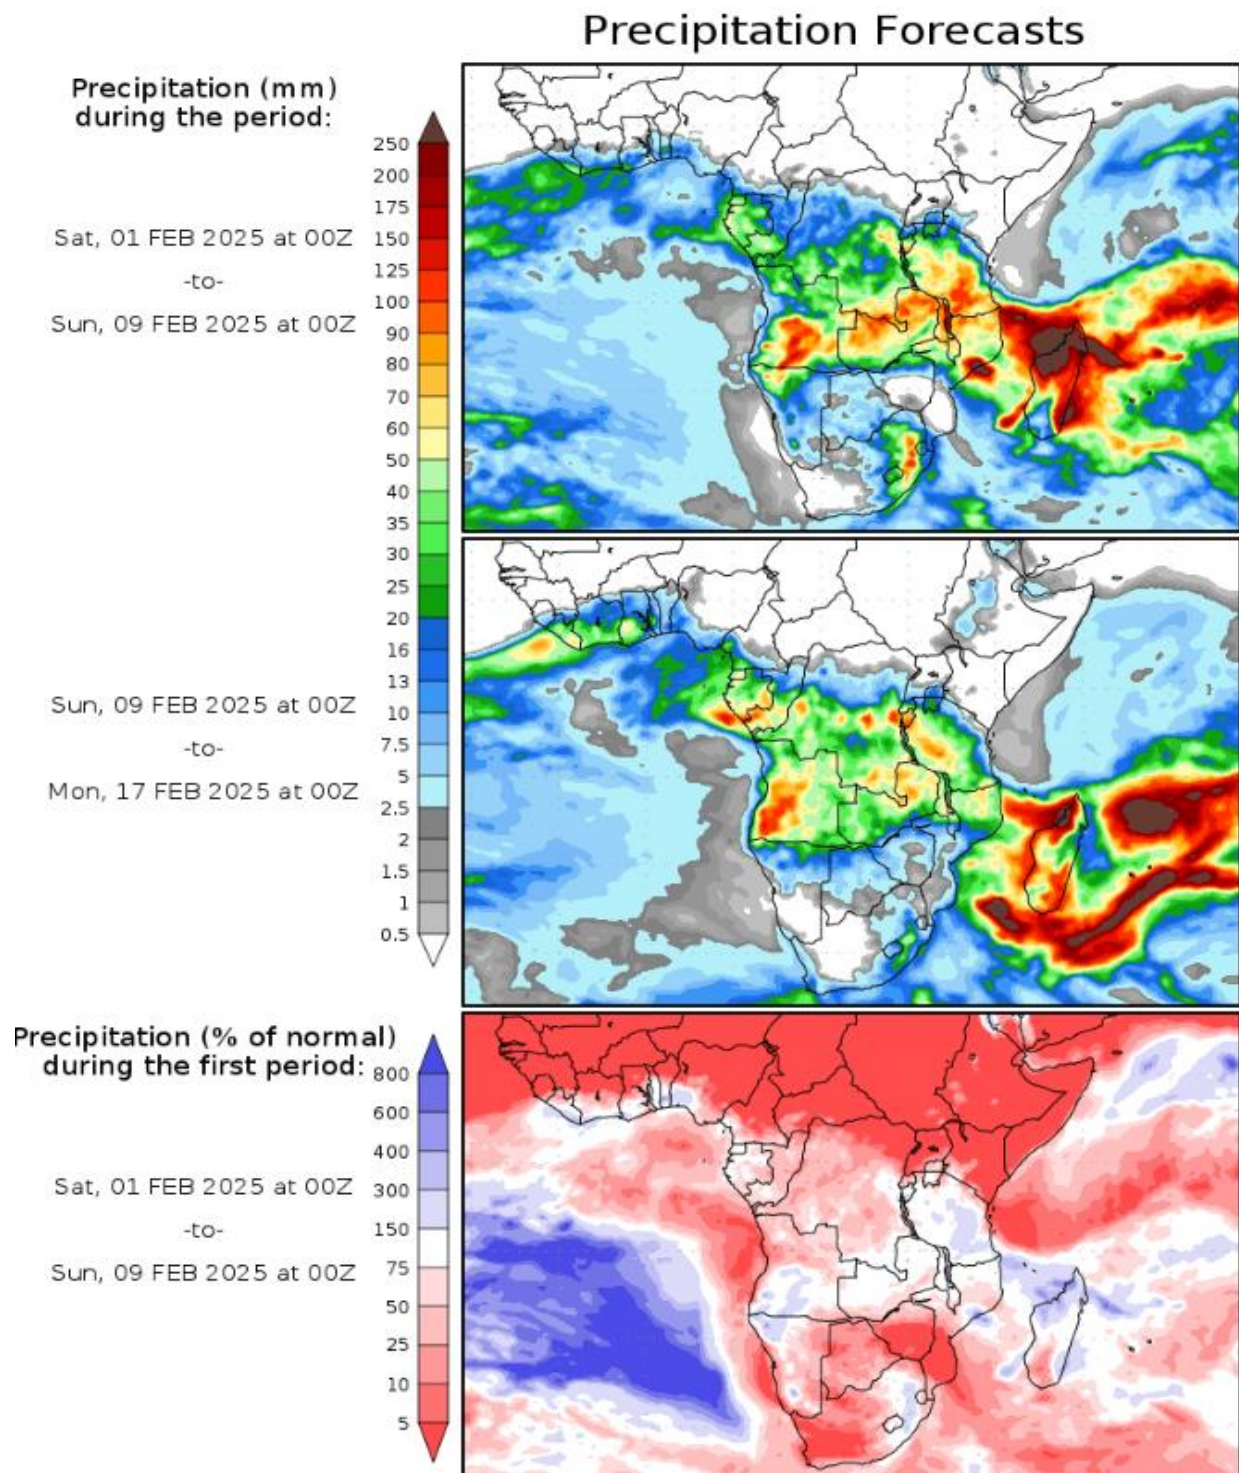 Precipitation Forecasts
Precipitation (mm)
during the period:
Sat, 01 FEB 2025 at 00Z
-to-
Sun, 09 FEB 2025 at 00Z
Sun, 09 FEB 2025 at 00Z
-to-
Mon, 17 FEB 2025 at 00Z
250
200
175
150
125
100
90
80
70
60
50
40
35
30
25
20
16
13
10
7.5
5
2.5
2
1.5
1
0.5
Precipitation (% of normal)
during the first period:
Sat, 01 FEB 2025 at 00Z
-to-
Sun, 09 FEB 2025 at 00Z
800
600
400
300
150
75
50
25
10
5